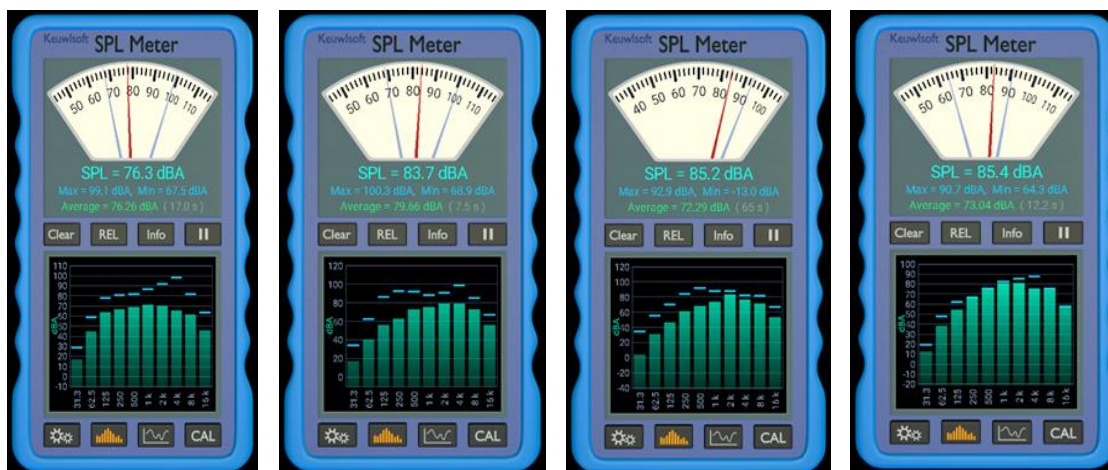 Keuwlsoft SPL Meter
50 60 70 80 90 100 110
SPL = 76.3 dBA
Max = 99.1 dBA, Min = 67.5 dBA
Average = 76.26 dBA (17.0 s)
Clear REL Info
110
100
90
80
70
60
50
40
30
20
10
0
-10
dBA
31.3 62.5 125 250 500 1 k 2 k 4 k 8 k 16 k
CAL
Keuwlsoft SPL Meter
50 60 70 80 90 100 110
SPL = 83.7 dBA
Max = 100.3 dBA, Min = 68.9 dBA
Average = 79.66 dBA (7.5 s)
Clear REL Info
120
100
80
60
40
20
0
dBA
31.3 62.5 125 250 500 1 k 2 k 4 k 8 k 16 k
CAL
Keuwlsoft SPL Meter
40 50 60 70 80 90 100
SPL = 85.2 dBA
Max = 92.9 dBA, Min = -13.0 dBA
Average = 72.29 dBA (65 s)
Clear REL Info
120
100
80
60
40
20
0
-20
-40
dBA
31.3 62.5 125 250 500 1 k 2 k 4 k 8 k 16 k
CAL
Keuwlsoft SPL Meter
50 60 70 80 90 100 110
SPL = 85.4 dBA
Max = 90.7 dBA, Min = 64.3 dBA
Average = 73.04 dBA (12.2 s)
Clear REL Info
100
90
80
70
60
50
40
30
20
10
0
-10
-20
dBA
31.3 62.5 125 250 500 1 k 2 k 4 k 8 k 16 k
CAL